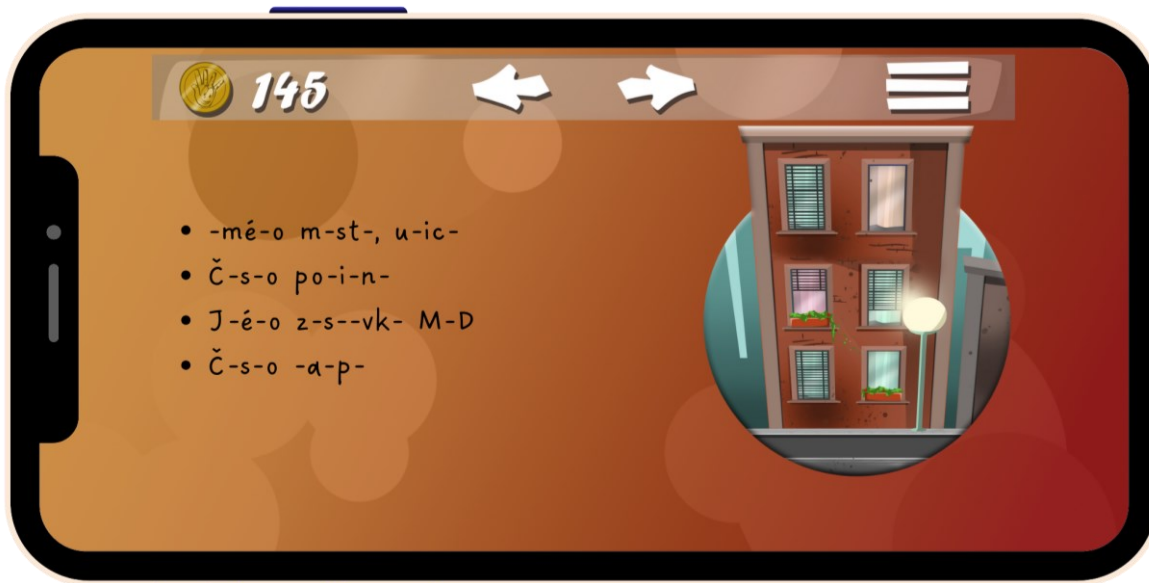 145
• -mé-o m-st-, u-ic-
• Č-s-o po-i-n-
• J-é-o z-s--vk- M-D
• Č-s-o -a-p-